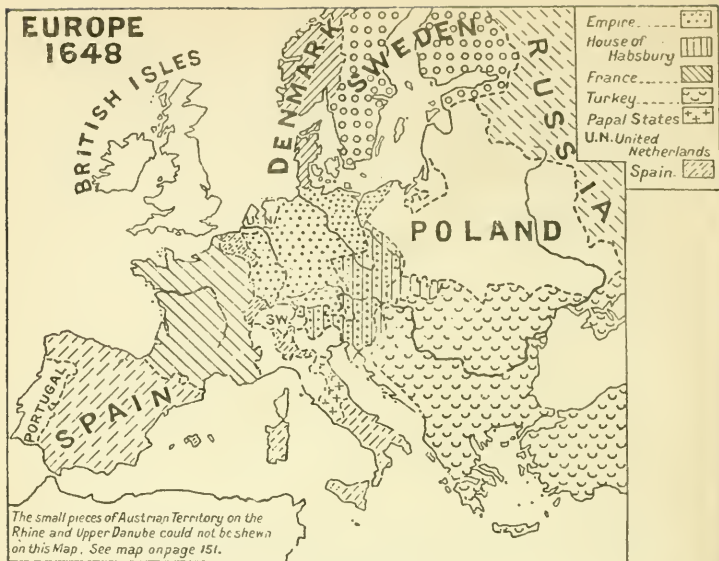 EUROPE
1648
BRITISH ISLES
DENMARK
SWEDEN
RUSSIA
Empire
House of
Habsbury
France
Turkey
Papal States
U.N. United
Netherlands
Spain
U N
POLAND
SW
PORTUGAL
SPAIN
The small pieces of Austrian Territory on the
Rhine and Upper Danube could not be shewn
on this Map. See map on page 151.